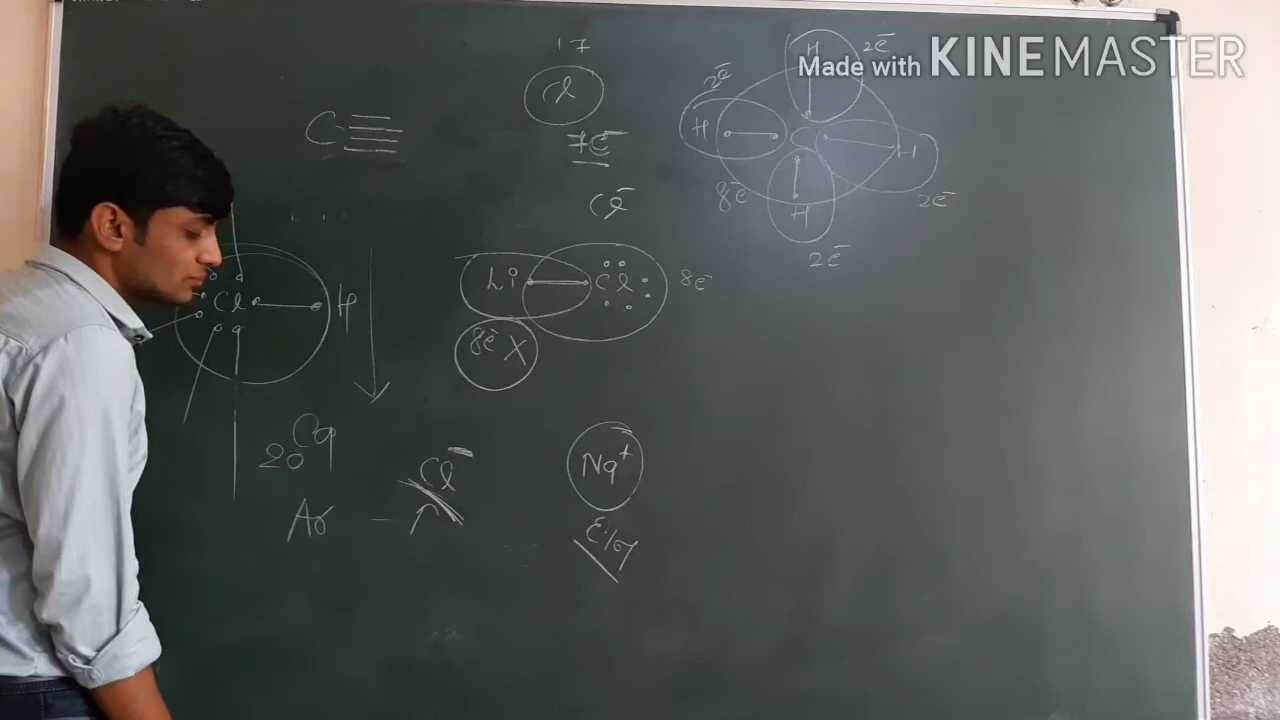 Made with KINEMASTER
17
Cl
7e̅
C
Cl⁻
H
2e̅
2e̅
H
C
H
8e̅
H
2e̅
2e̅
Cl
H
Li
Cl
8e̅
8e̅ X
20Ca
Cl⁻
Na⁺
Ar –